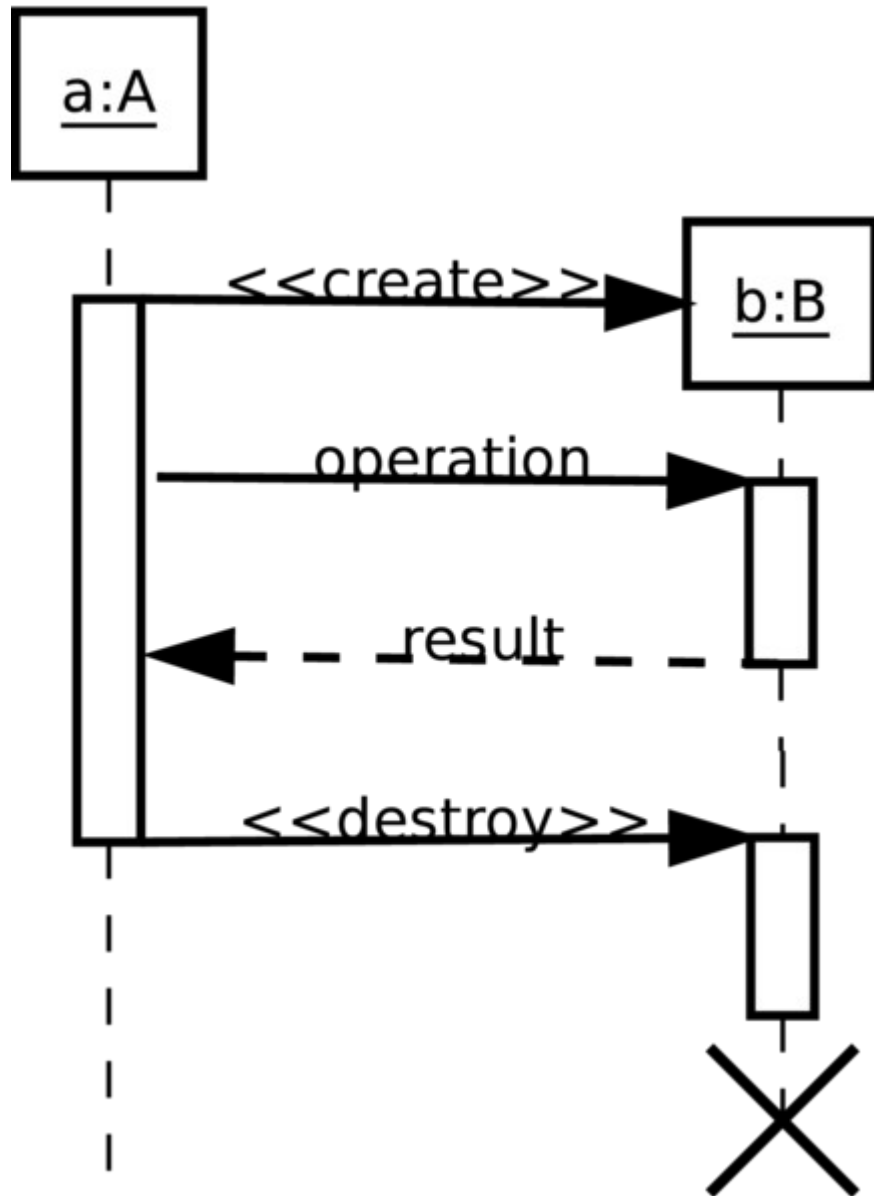 a:A
<<create>>
b:B
operation
result
<<destroy>>